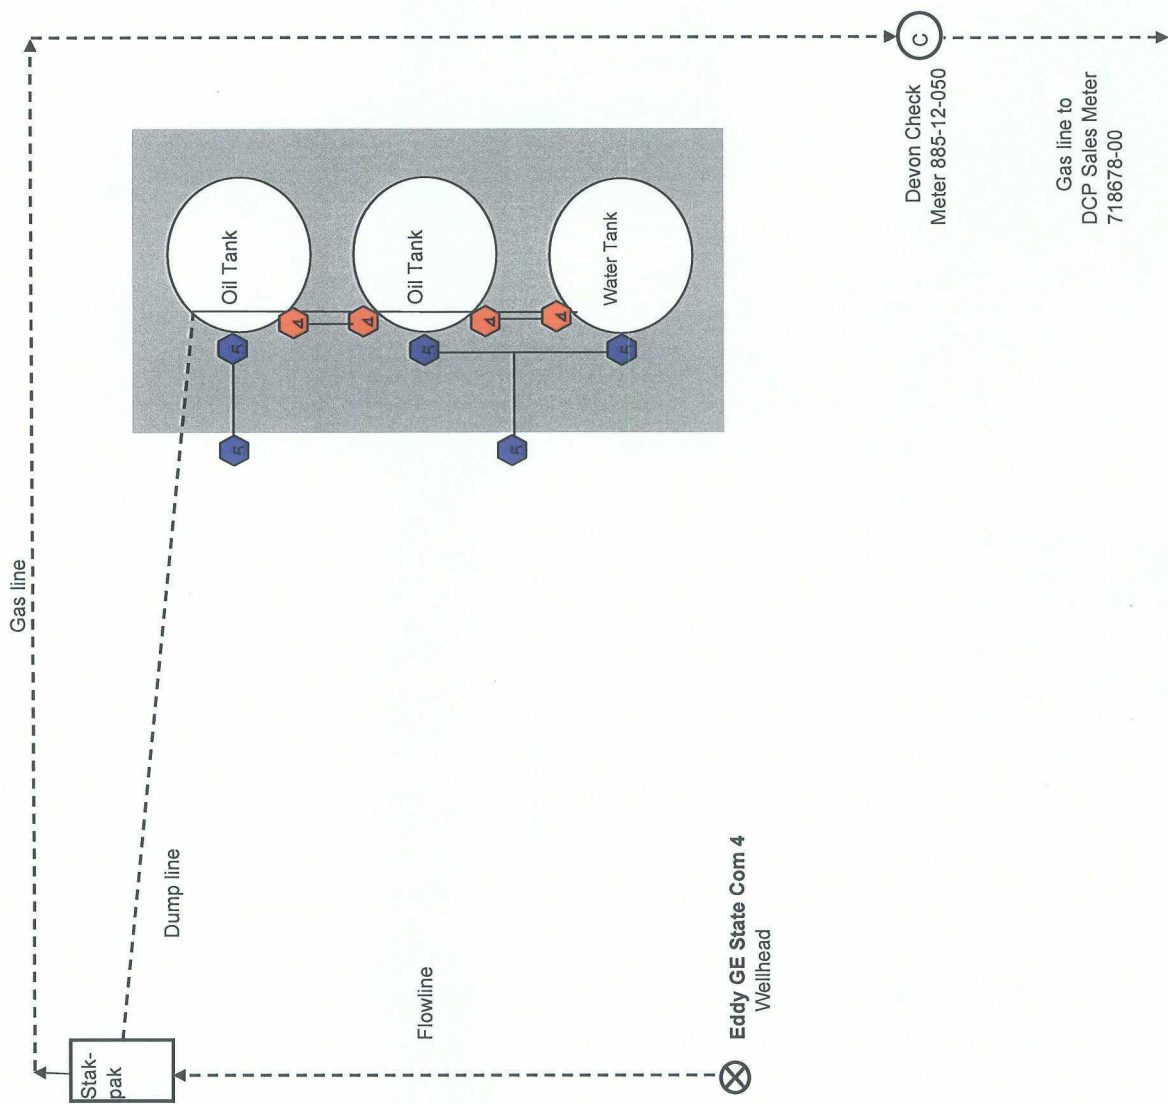 Gas line
Stak-
pak
Dump line
Flowline
Eddy GE State Com 4
Wellhead
Oil Tank
Oil Tank
Water Tank
4
4
4
4
5
5
5
5
5
C
Devon Check
Meter 885-12-050
Gas line to
DCP Sales Meter
718678-00